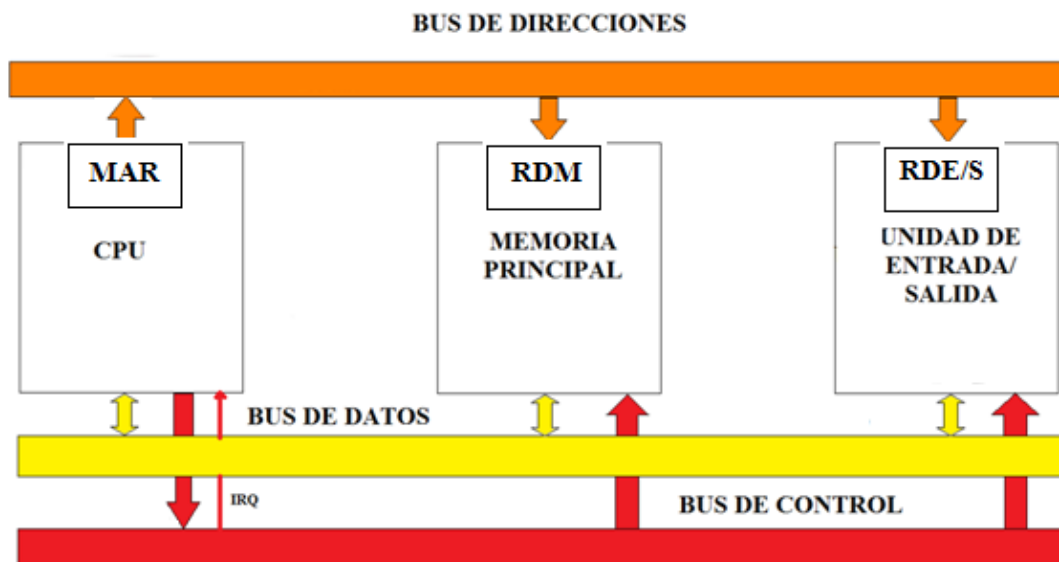 BUS DE DIRECCIONES
MAR
RDM
RDE/S
CPU
MEMORIA
PRINCIPAL
UNIDAD DE
ENTRADA/
SALIDA
BUS DE DATOS
IRQ
BUS DE CONTROL